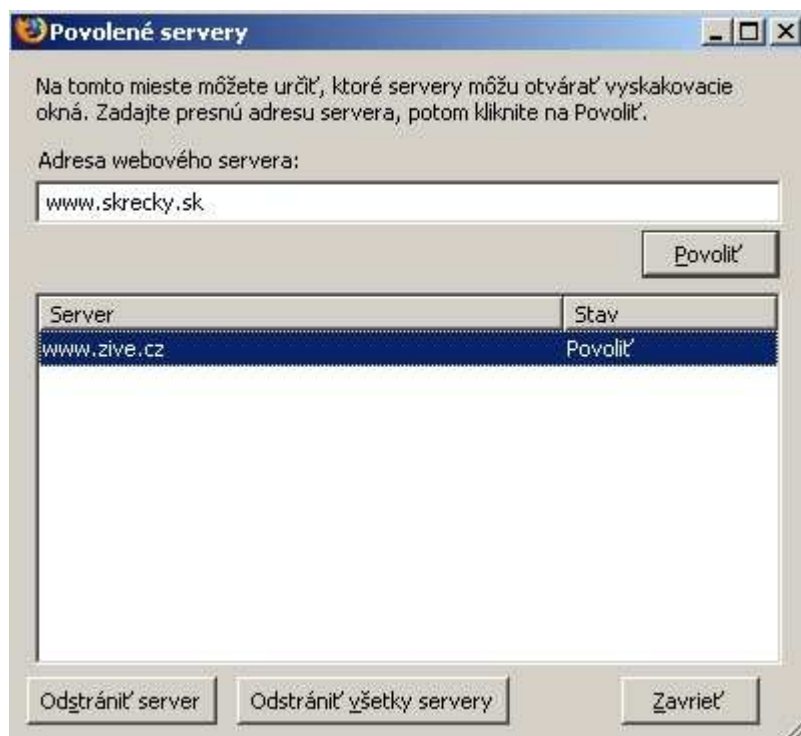 Povolené servery
Na tomto mieste môžete určiť, ktoré servery môžu otvárať vyskakovacie
okná. Zadajte presnú adresu servera, potom kliknite na Povoliť.
Adresa webového servera:
www.skrecky.sk
Povoliť
Server Stav
www.zive.cz Povoliť
Odstrániť server Odstrániť všetky servery Zavrieť